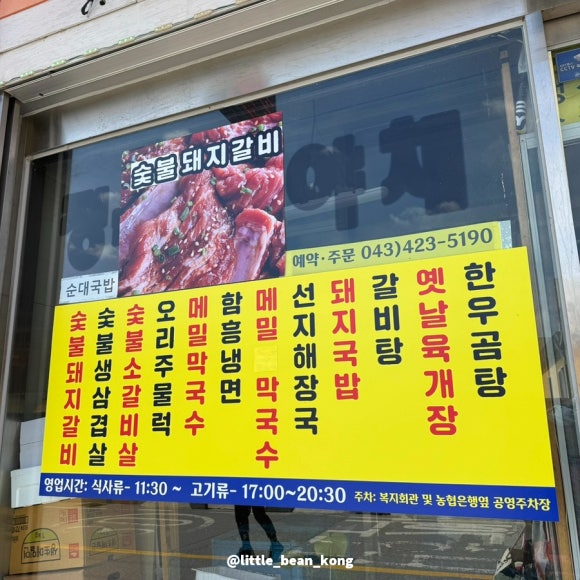 숯불돼지갈비
야채
순대국밥
예약·주문 043)423-5190
숯불돼지갈비
숯불생삼겹살
숯불소갈비살
오리주물럭
메밀막국수
함흥냉면
메밀 막국수
선지해장국
돼지국밥
갈비탕
옛날육개장
한우곰탕
영업시간: 식사류- 11:30 ~ 고기류- 17:00~20:30 주차: 복지회관 및 농협은행옆 공영주차장
@little_bean_kong